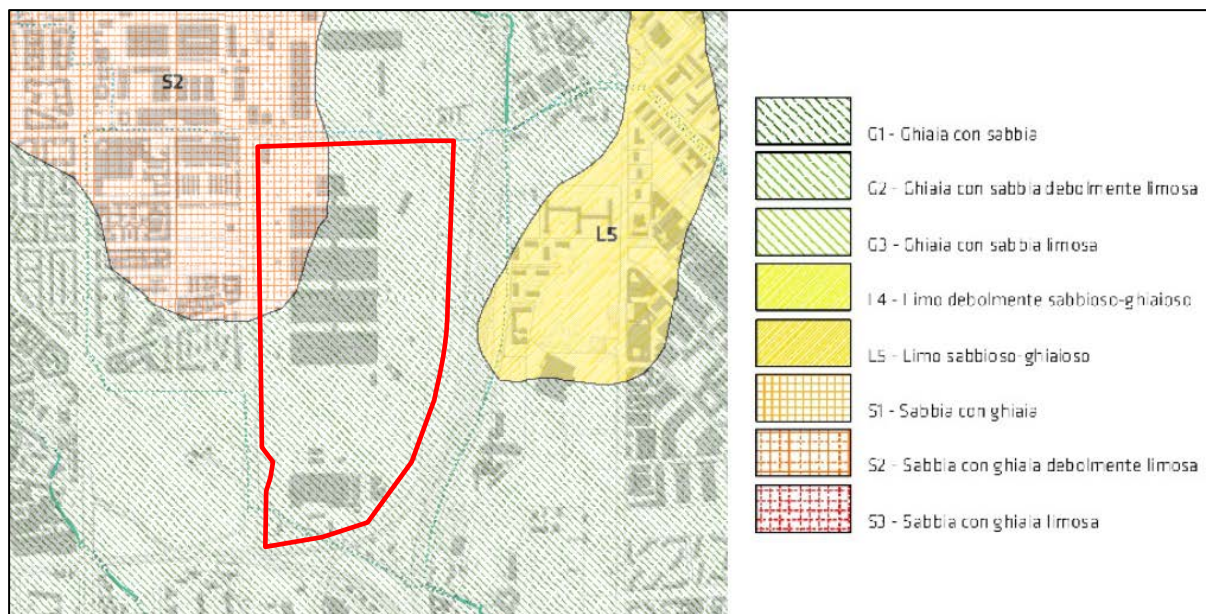 S2
L5
G1 - Ghiaia con sabbia
G2 - Ghiaia con sabbia debolmente limosa
G3 - Ghiaia con sabbia limosa
L4 - Limo debolmente sabbioso-ghiaioso
L5 - Limo sabbioso-ghiaioso
S1 - Sabbia con ghiaia
S2 - Sabbia con ghiaia debolmente limosa
S3 - Sabbia con ghiaia limosa